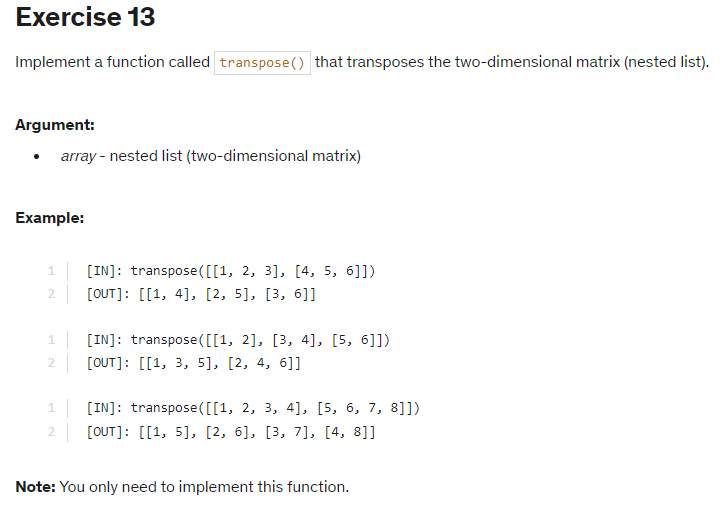 Exercise 13
Implement a function called transpose() that transposes the two-dimensional matrix (nested list).
Argument:
• array - nested list (two-dimensional matrix)
Example:
1 [IN]: transpose([[1, 2, 3], [4, 5, 6]])
2 [OUT]: [[1, 4], [2, 5], [3, 6]]
1 [IN]: transpose([[1, 2], [3, 4], [5, 6]])
2 [OUT]: [[1, 3, 5], [2, 4, 6]]
1 [IN]: transpose([[1, 2, 3, 4], [5, 6, 7, 8]])
2 [OUT]: [[1, 5], [2, 6], [3, 7], [4, 8]]
Note: You only need to implement this function.